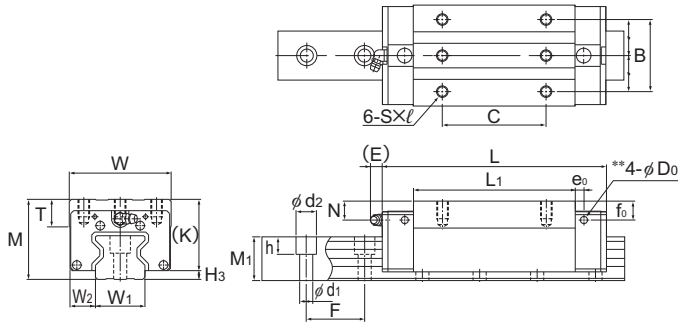 B
6-S×ℓ
C
W
T
M
(K)
H3
W2
W1
(E)
L
L1
e0
**4-φD0
N
f0
φd2
h
M1
φd1
F